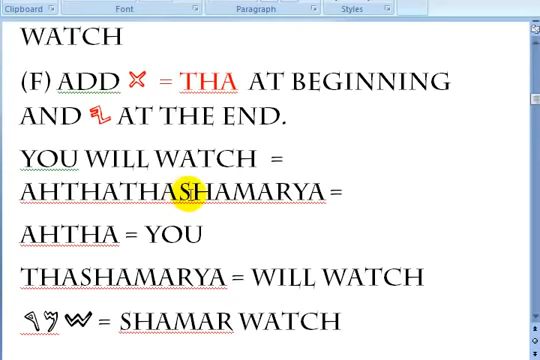 Clipboard Font Paragraph Styles
WATCH
(F) ADD 𐤕 = THA AT BEGINNING
AND 𐤉 AT THE END.
YOU WILL WATCH =
AHTHATHASHAMARYA =
AHTHA = YOU
THASHAMARYA = WILL WATCH
𐤓𐤌𐤔 = SHAMAR WATCH